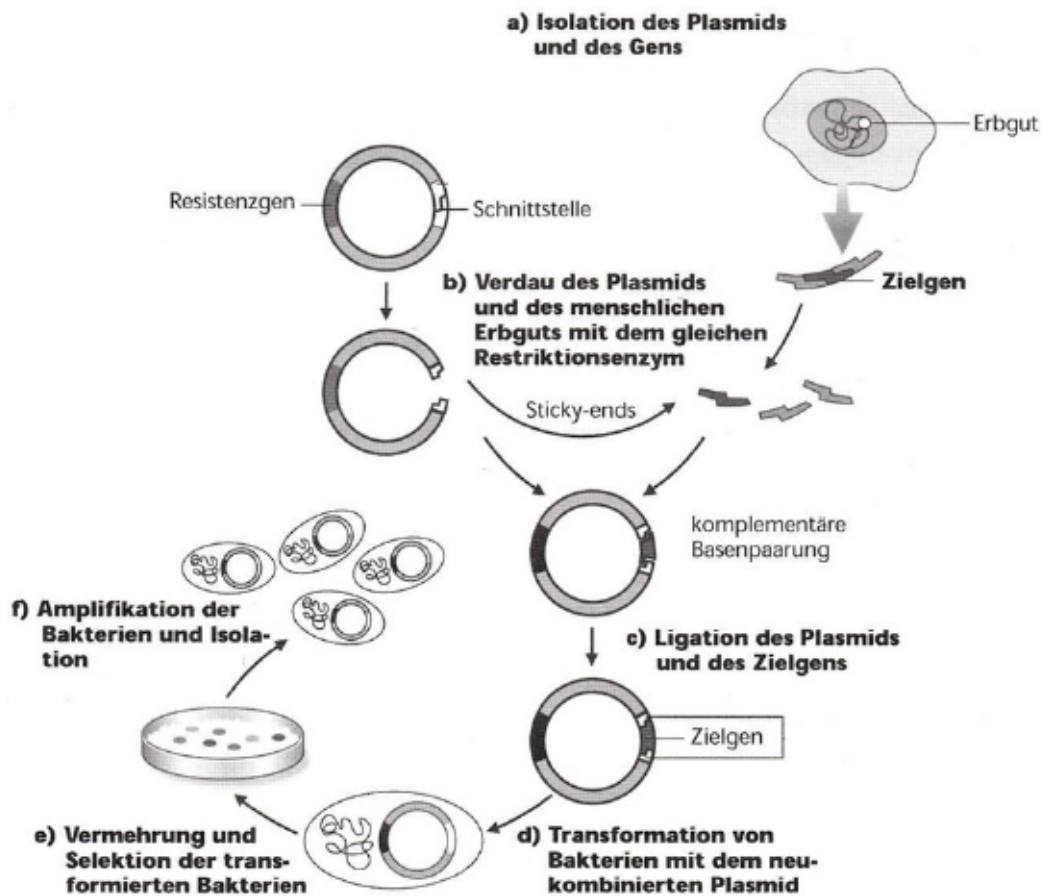 a) Isolation des Plasmids
und des Gens
Erbgut
Resistenzgen
Schnittstelle
Zielgen
b) Verdau des Plasmids
und des menschlichen
Erbguts mit dem gleichen
Restriktionsenzym
Sticky-ends
komplementäre
Basenpaarung
c) Ligation des Plasmids
und des Zielgens
Zielgen
d) Transformation von
Bakterien mit dem neu-
kombinierten Plasmid
e) Vermehrung und
Selektion der trans-
formierten Bakterien
f) Amplifikation der
Bakterien und Isola-
tion